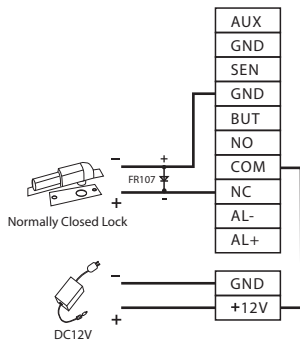 AUX
GND
SEN
GND
BUT
NO
COM
NC
AL-
AL+
−
+
FR107
+
-
Normally Closed Lock
GND
+12V
−
+
DC12V